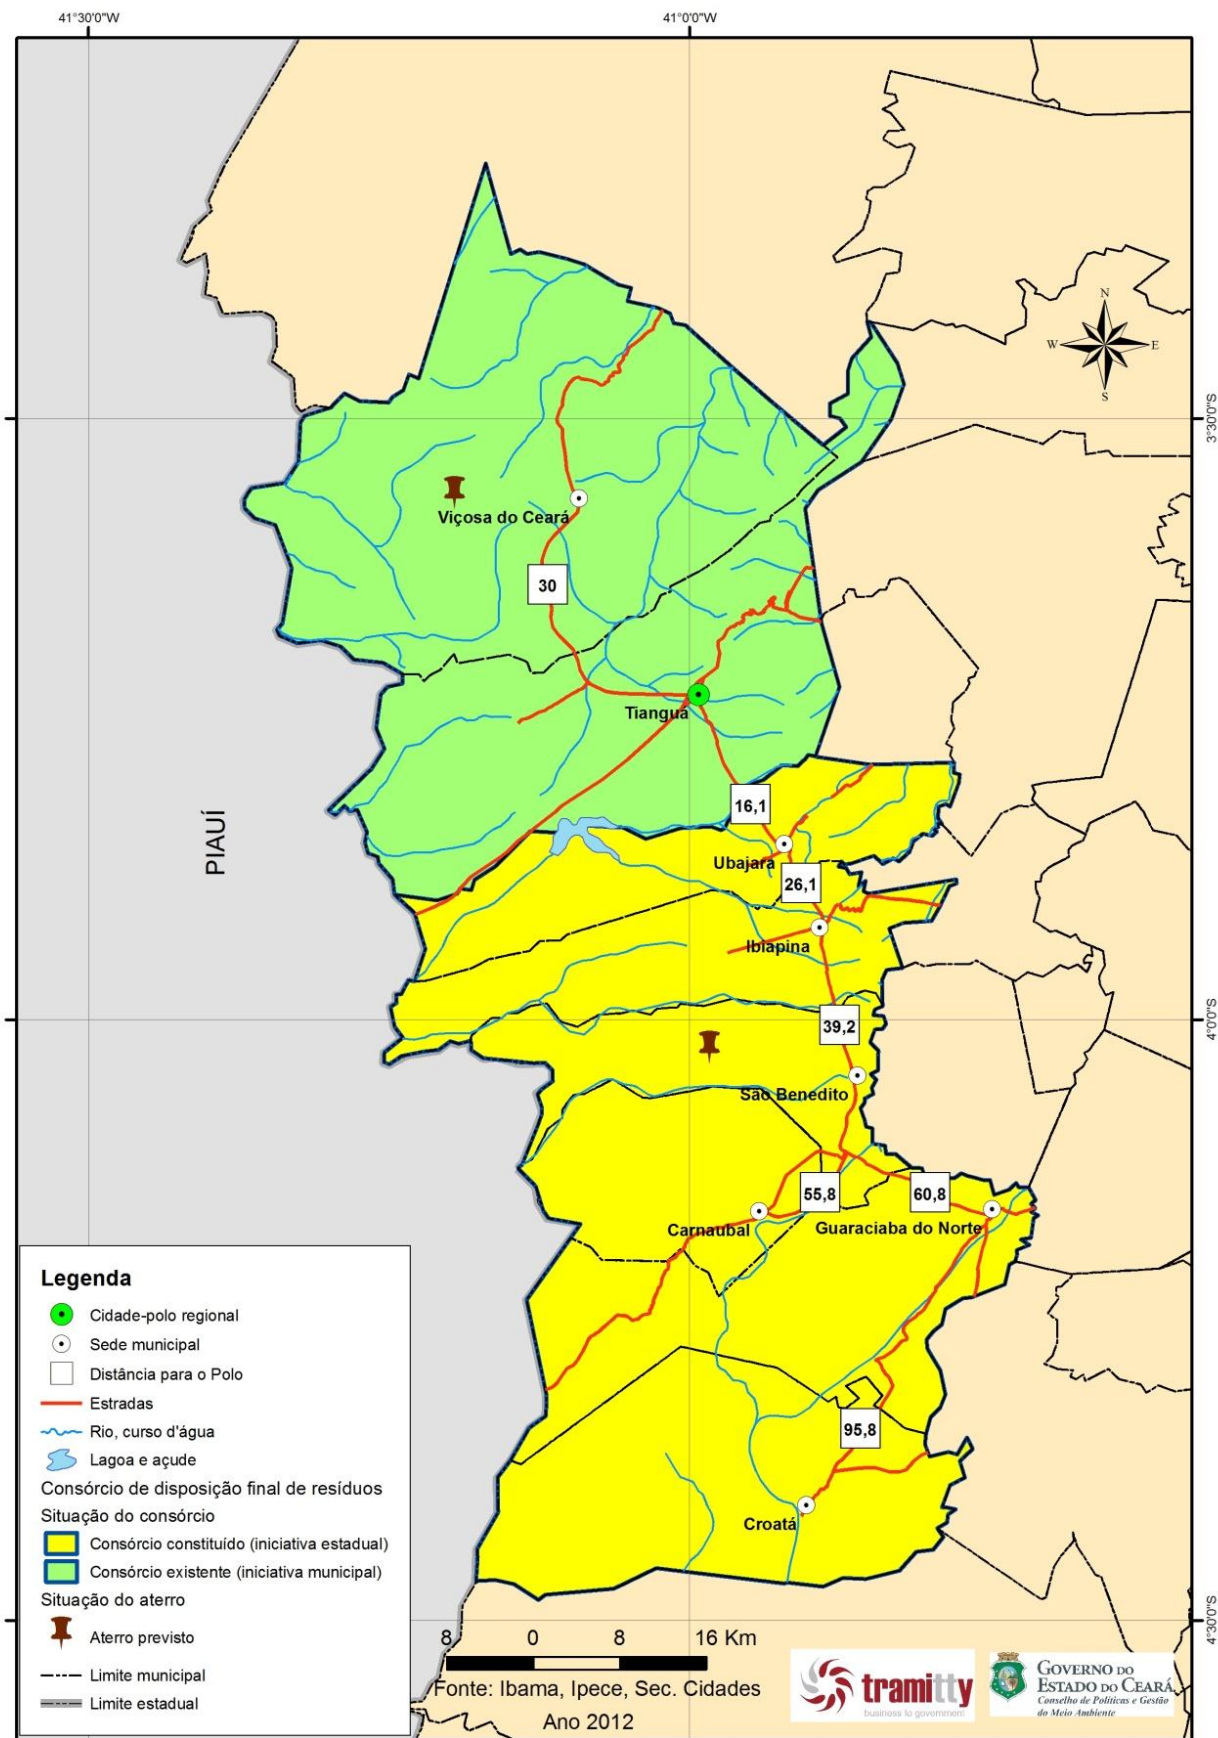 41°30'0"W
41°0'0"W
N
W
E
S
3°30'0"S
Viçosa do Ceará
30
Tianguá
16,1
PIAUÍ
Ubajara
26,1
Ibiapina
4°0'0"S
39,2
São Benedito
55,8
60,8
Carnaubal
Guaraciaba do Norte
95,8
Croatá
Legenda
Cidade-polo regional
Sede municipal
Distância para o Polo
Estradas
Rio, curso d'água
Lagoa e açude
Consórcio de disposição final de resíduos
Situação do consórcio
Consórcio constituído (iniciativa estadual)
Consórcio existente (iniciativa municipal)
Situação do aterro
Aterro previsto
Limite municipal
Limite estadual
4°30'0"S
8 0 8 16 Km
Fonte: Ibama, Ipece, Sec. Cidades
Ano 2012
tramitty
business to government
GOVERNO DO
ESTADO DO CEARÁ
Conselho de Políticas e Gestão
do Meio Ambiente